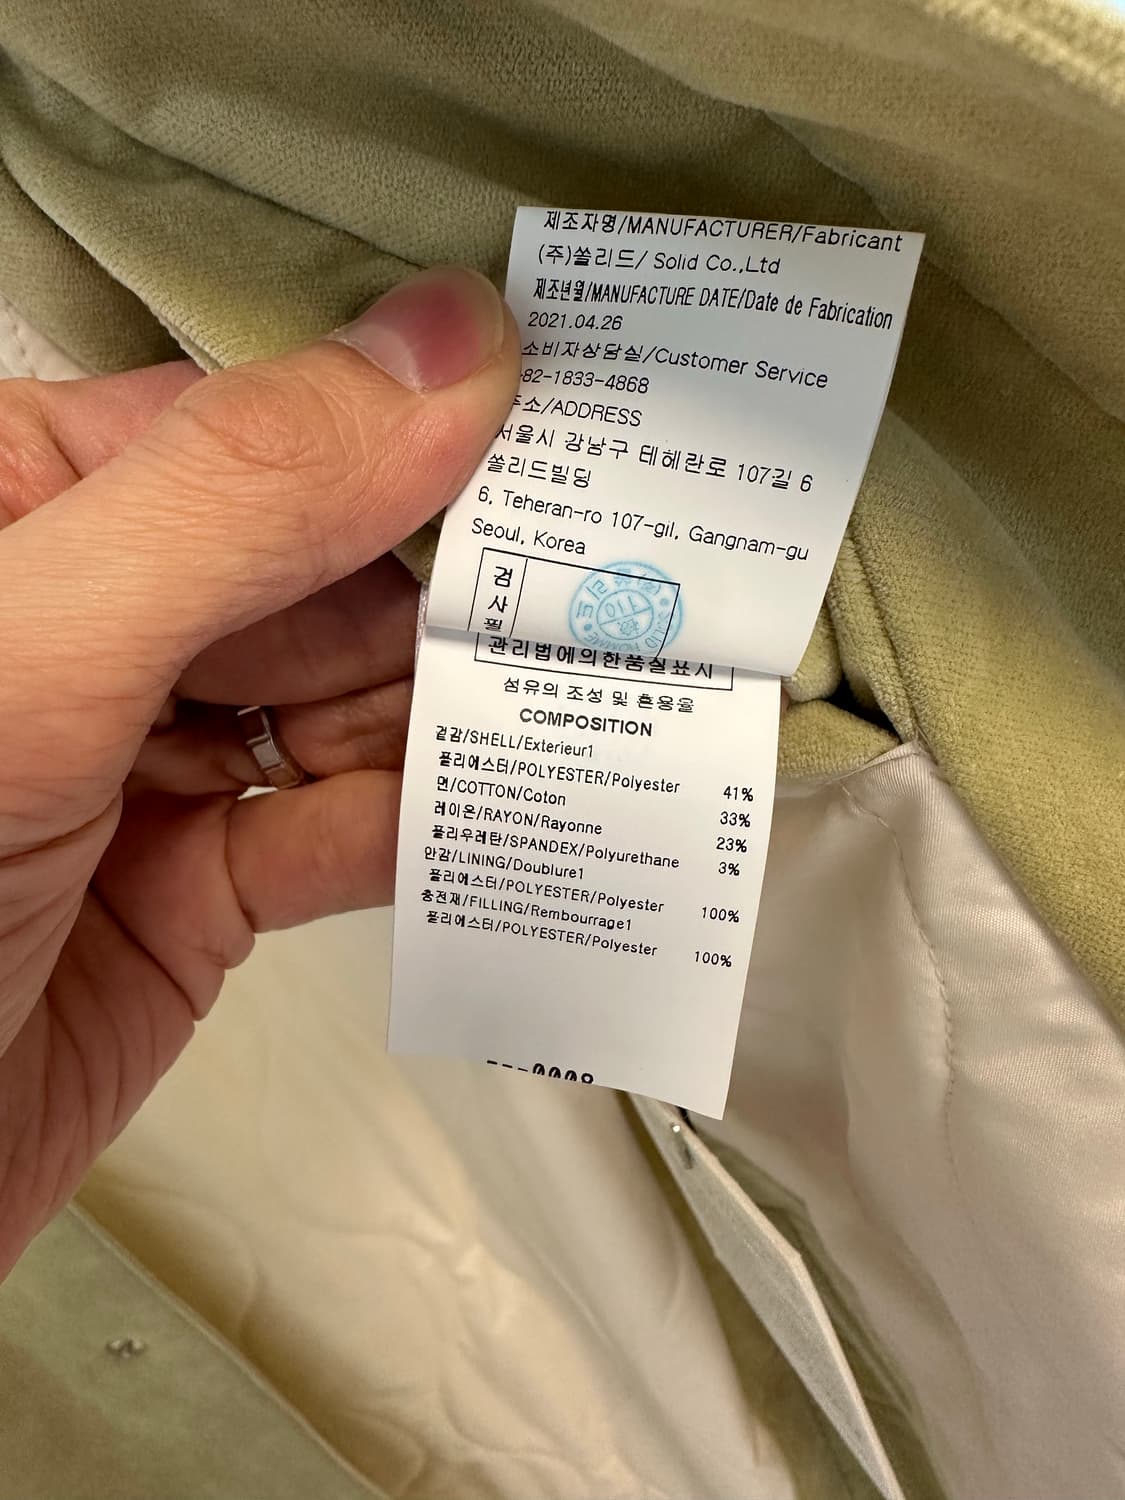 제조자명/MANUFACTURER/Fabricant
(주)쏠리드/ Solid Co.,Ltd
제조년월/MANUFACTURE DATE/Date de Fabrication
2021.04.26
소비자상담실/Customer Service
-82-1833-4868
주소/ADDRESS
서울시 강남구 테헤란로 107길 6
쏠리드빌딩
6, Teheran-ro 107-gil, Gangnam-gu
Seoul, Korea
검
사
필
011
HOMME
관리법에의한품질표시
섬유의 조성 및 혼용율
COMPOSITION
겉감/SHELL/Exterieur1
폴리에스터/POLYESTER/Polyester 41%
면/COTTON/Coton 33%
레이온/RAYON/Rayonne 23%
폴리우레탄/SPANDEX/Polyurethane 3%
안감/LINING/Doublure1
폴리에스터/POLYESTER/Polyester 100%
충전재/FILLING/Rembourrage1
폴리에스터/POLYESTER/Polyester 100%
---0008